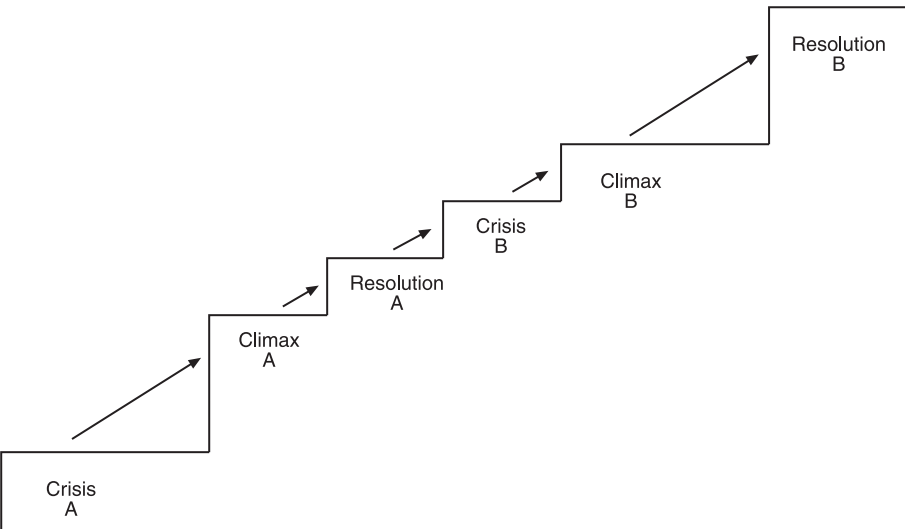 Resolution
B
Climax
B
Crisis
B
Resolution
A
Climax
A
Crisis
A